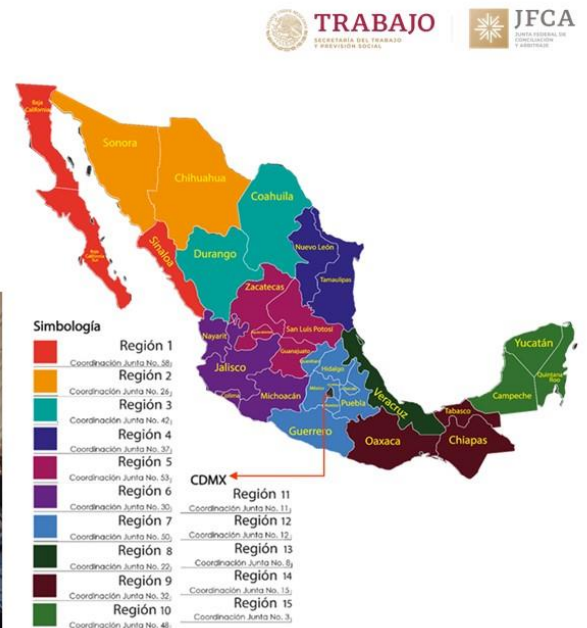 TRABAJO
SECRETARÍA DEL TRABAJO
Y PREVISIÓN SOCIAL
JFCA
JUNTA FEDERAL DE
CONCILIACIÓN
Y ARBITRAJE
Baja
California
Sonora
Chihuahua
Coahuila
Baja
California
Sur
Sinaloa
Durango
Nuevo León
Tamaulipas
Zacatecas
San Luis Potosí
Nayarit
Guanajuato
Jalisco
Hidalgo
Colima
Michoacán
Puebla
Veracruz
Guerrero
Oaxaca
Tabasco
Chiapas
Yucatán
Quintana
Roo
Campeche
Simbología
Región 1
Coordinación Junta No. 58
Región 2
Coordinación Junta No. 26
Región 3
Coordinación Junta No. 42
Región 4
Coordinación Junta No. 37
Región 5
Coordinación Junta No. 53
Región 6
Coordinación Junta No. 30
Región 7
Coordinación Junta No. 50
Región 8
Coordinación Junta No. 22
Región 9
Coordinación Junta No. 32
Región 10
Coordinación Junta No. 48
CDMX
Región 11
Coordinación Junta No. 11
Región 12
Coordinación Junta No. 12
Región 13
Coordinación Junta No. 8
Región 14
Coordinación Junta No. 15
Región 15
Coordinación Junta No. 3